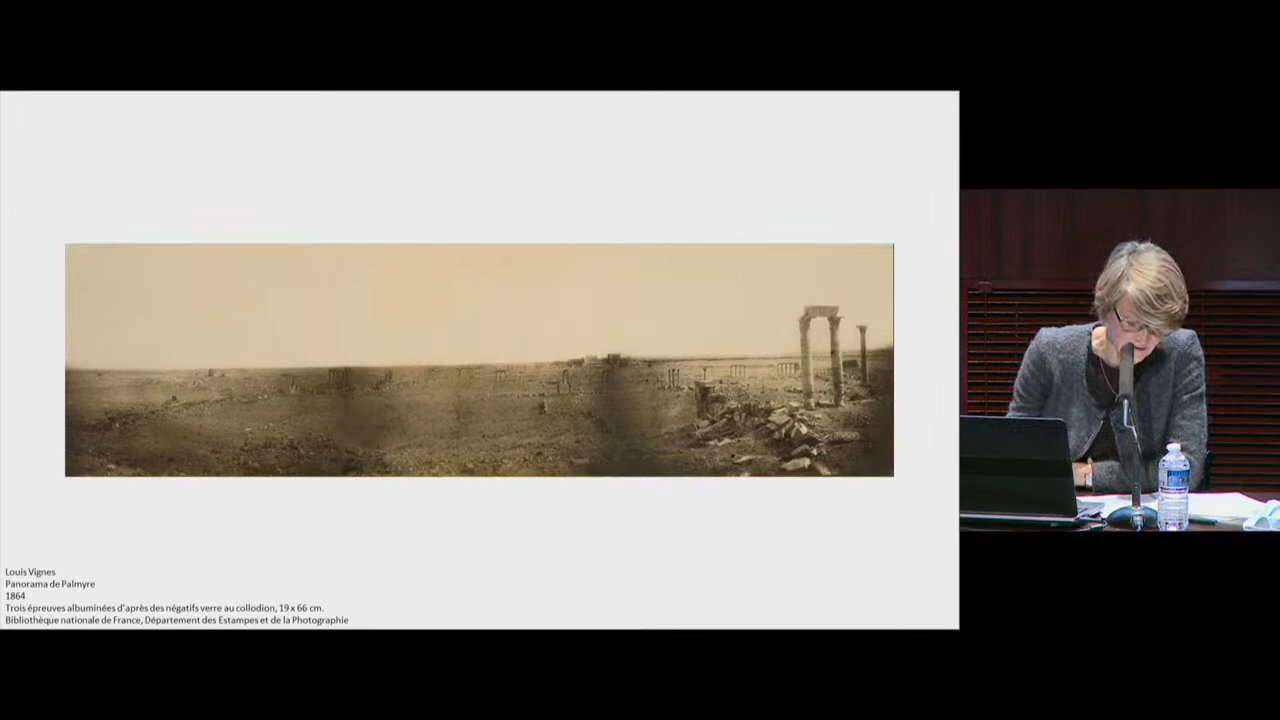 Louis Vignes
Panorama de Palmyre
1864
Trois épreuves albuminées d'après des négatifs verre au collodion, 19 x 66 cm.
Bibliothèque nationale de France, Département des Estampes et de la Photographie